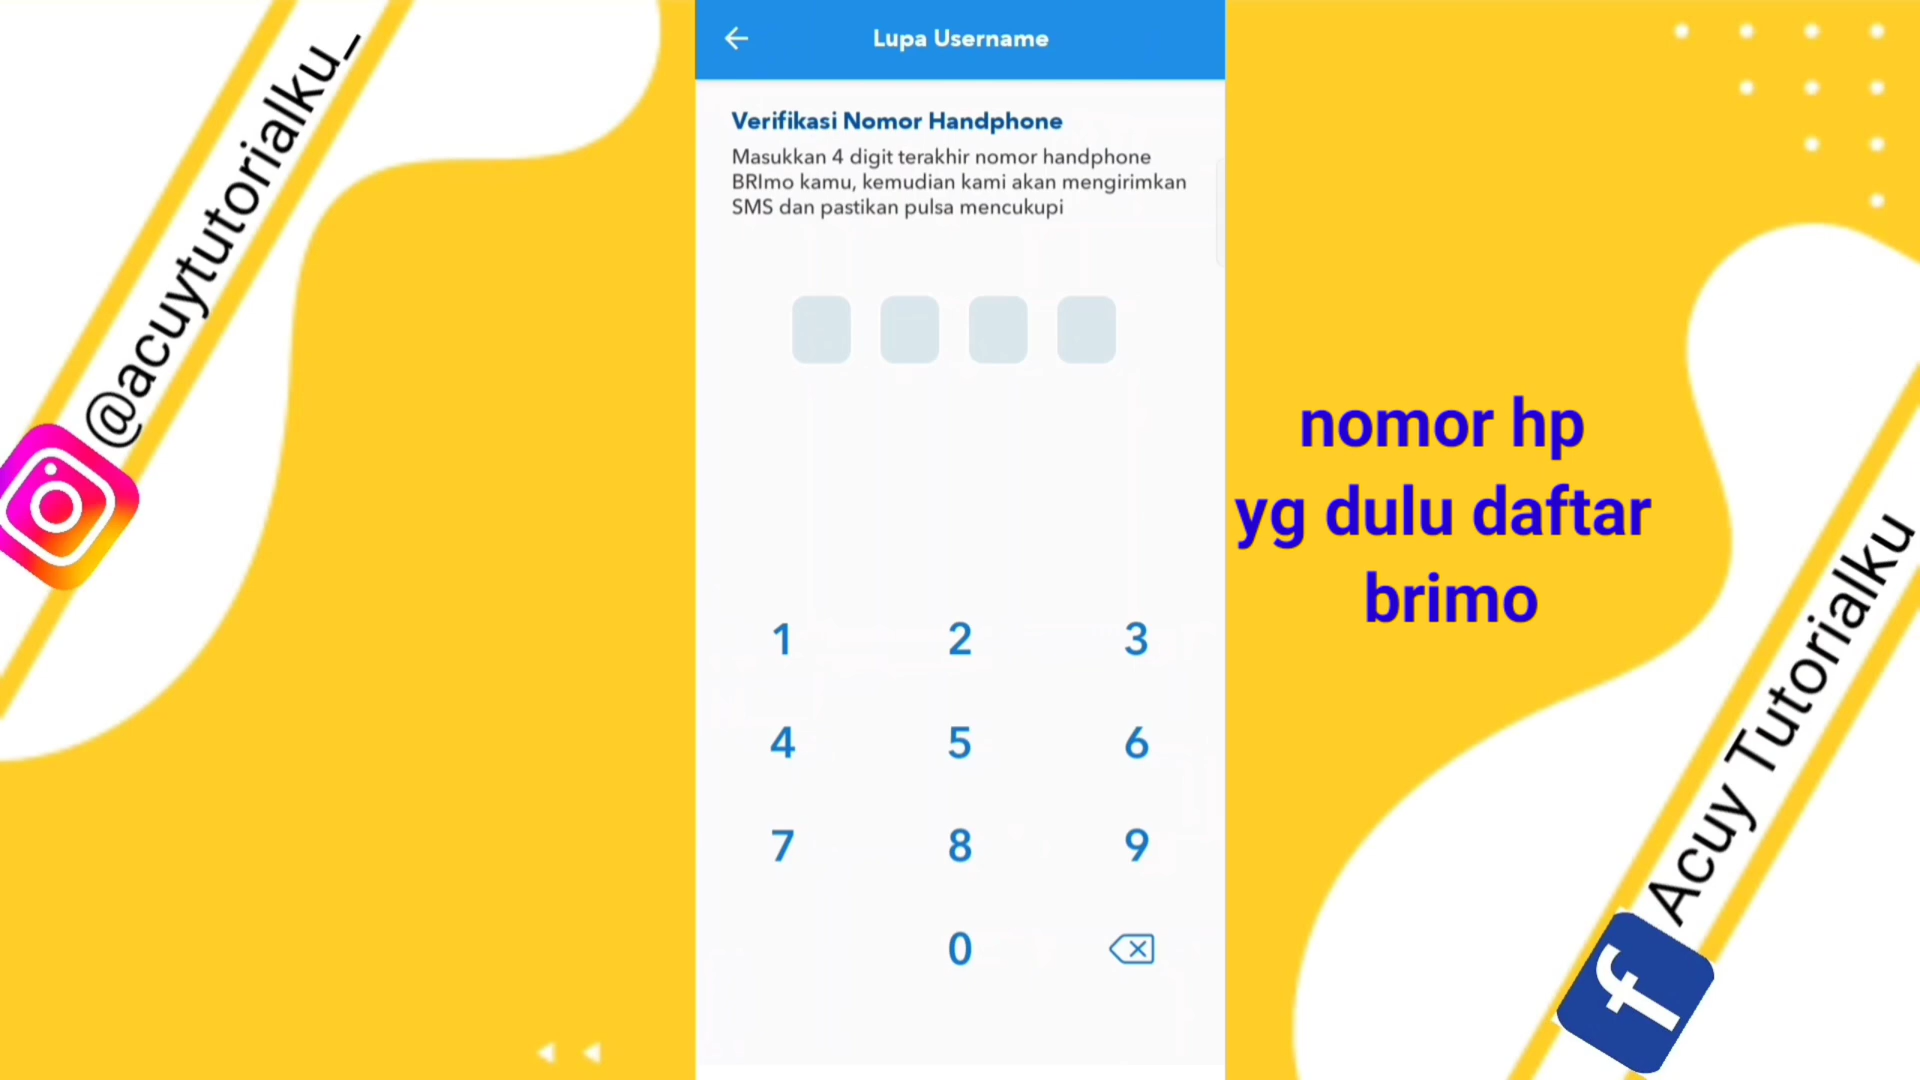 @acuytutorialku_
Lupa Username
Verifikasi Nomor Handphone
Masukkan 4 digit terakhir nomor handphone
BRImo kamu, kemudian kami akan mengirimkan
SMS dan pastikan pulsa mencukupi
1 2 3
4 5 6
7 8 9
0
nomor hp
yg dulu daftar
brimo
Acuy Tutorialku